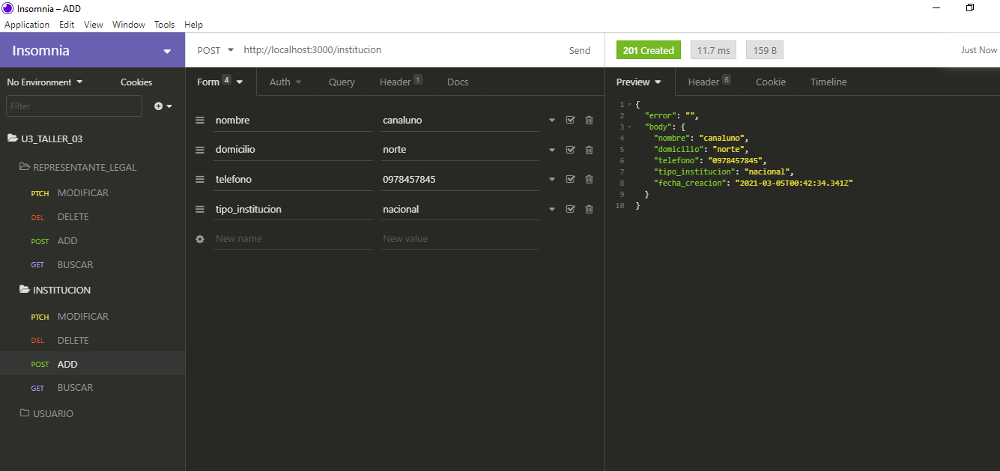 Insomnia – ADD
Application Edit View Window Tools Help
Insomnia
POST http://localhost:3000/institucion Send
201 Created 11.7 ms 159 B Just Now
No Environment Cookies
Filter
U3_TALLER_03
REPRESENTANTE_LEGAL
PTCH MODIFICAR
DEL DELETE
POST ADD
GET BUSCAR
INSTITUCION
PTCH MODIFICAR
DEL DELETE
POST ADD
GET BUSCAR
USUARIO
Form 4 Auth Query Header 1 Docs
nombre canaluno
domicilio norte
telefono 0978457845
tipo_institucion nacional
New name New value
Preview Header 6 Cookie Timeline
1 {
2 "error": "",
3 "body": {
4 "nombre": "canaluno",
5 "domicilio": "norte",
6 "telefono": "0978457845",
7 "tipo_institucion": "nacional",
8 "fecha_creacion": "2021-03-05T00:42:34.341Z"
9 }
10 }